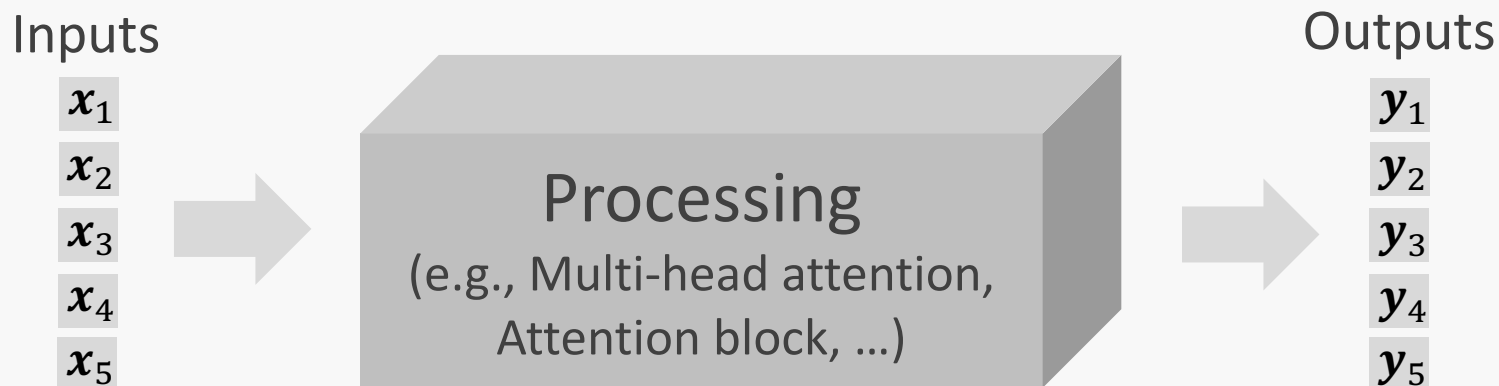 Inputs
Outputs
x₁
x₂
x₃
x₄
x₅
Processing
(e.g., Multi-head attention,
Attention block, ...)
y₁
y₂
y₃
y₄
y₅